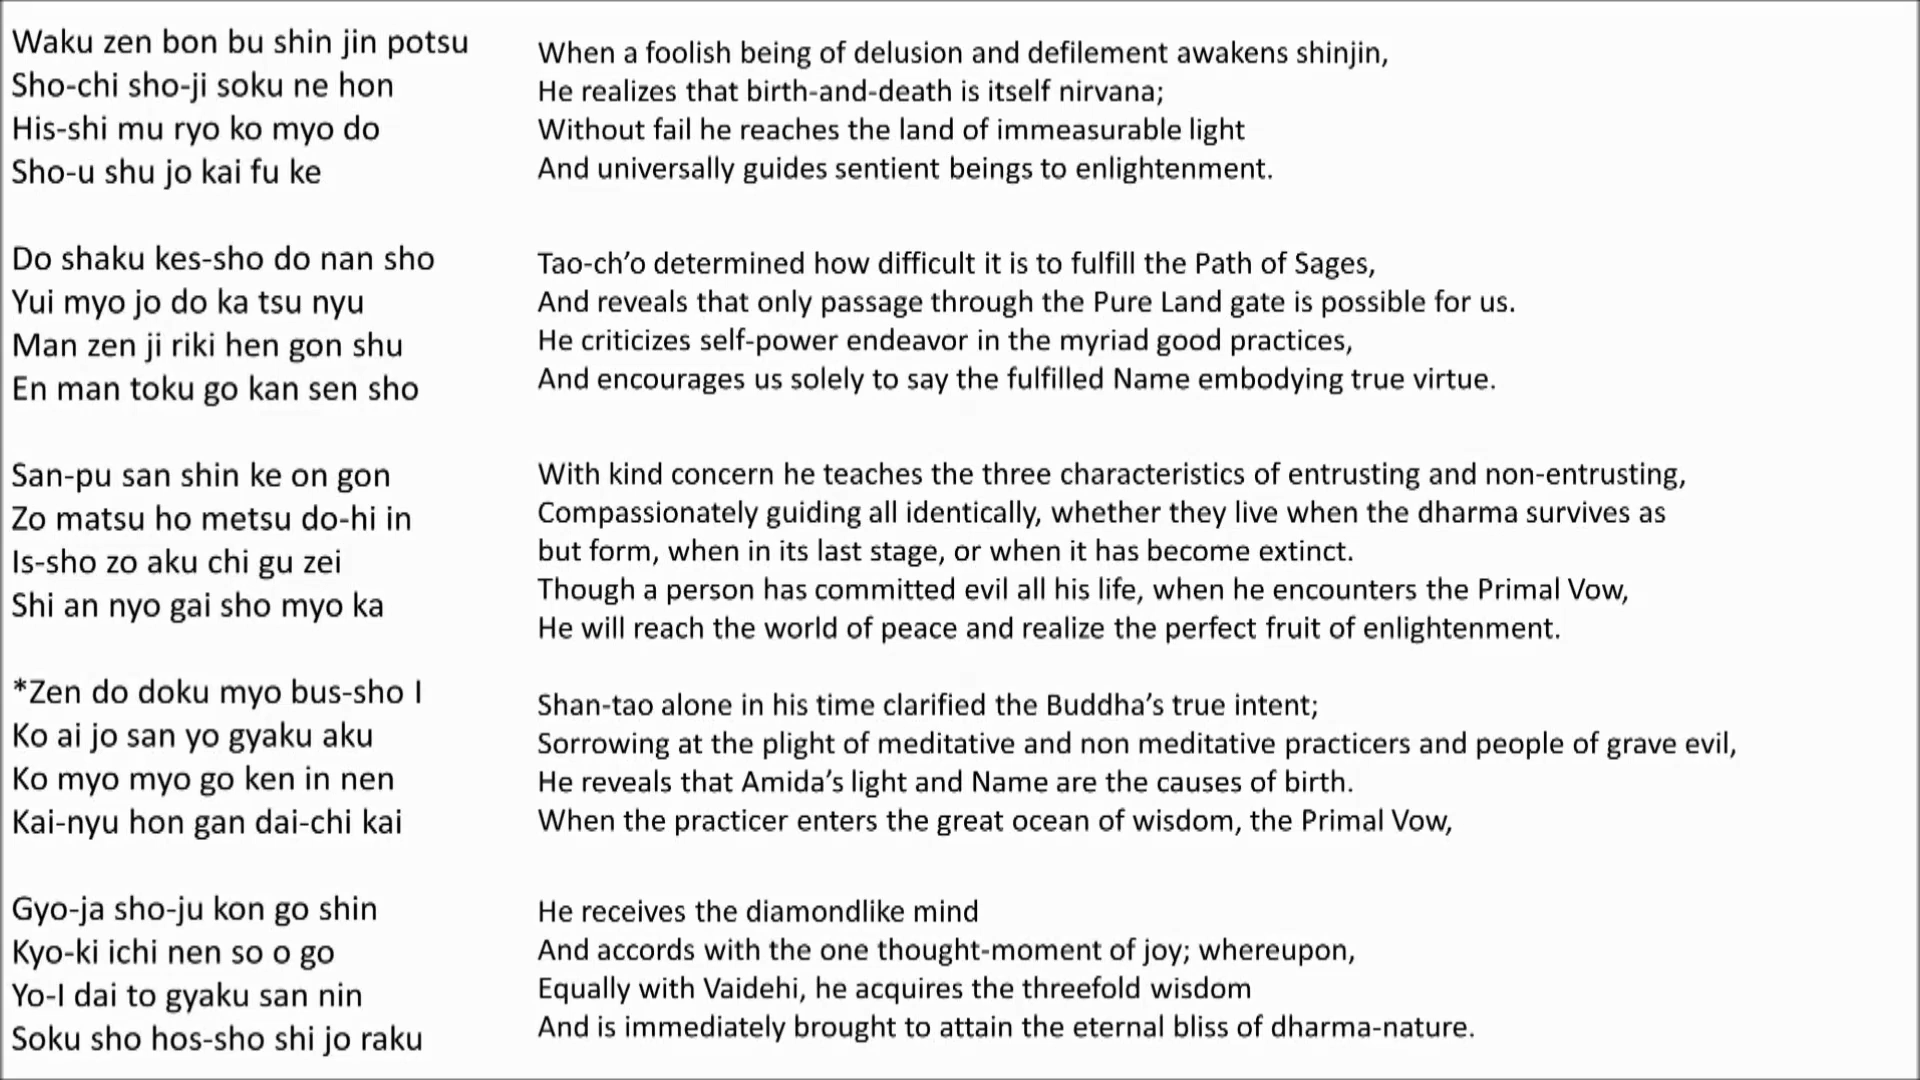 Waku zen bon bu shin jin potsu
Sho-chi sho-ji soku ne hon
His-shi mu ryo ko myo do
Sho-u shu jo kai fu ke
When a foolish being of delusion and defilement awakens shinjin,
He realizes that birth-and-death is itself nirvana;
Without fail he reaches the land of immeasurable light
And universally guides sentient beings to enlightenment.
Do shaku kes-sho do nan sho
Yui myo jo do ka tsu nyu
Man zen ji riki hen gon shu
En man toku go kan sen sho
Tao-ch’o determined how difficult it is to fulfill the Path of Sages,
And reveals that only passage through the Pure Land gate is possible for us.
He criticizes self-power endeavor in the myriad good practices,
And encourages us solely to say the fulfilled Name embodying true virtue.
San-pu san shin ke on gon
Zo matsu ho metsu do-hi in
Is-sho zo aku chi gu zei
Shi an nyo gai sho myo ka
With kind concern he teaches the three characteristics of entrusting and non-entrusting,
Compassionately guiding all identically, whether they live when the dharma survives as
but form, when in its last stage, or when it has become extinct.
Though a person has committed evil all his life, when he encounters the Primal Vow,
He will reach the world of peace and realize the perfect fruit of enlightenment.
*Zen do doku myo bus-sho I
Ko ai jo san yo gyaku aku
Ko myo myo go ken in nen
Kai-nyu hon gan dai-chi kai
Shan-tao alone in his time clarified the Buddha’s true intent;
Sorrowing at the plight of meditative and non meditative practicers and people of grave evil,
He reveals that Amida’s light and Name are the causes of birth.
When the practicer enters the great ocean of wisdom, the Primal Vow,
Gyo-ja sho-ju kon go shin
Kyo-ki ichi nen so o go
Yo-I dai to gyaku san nin
Soku sho hos-sho shi jo raku
He receives the diamondlike mind
And accords with the one thought-moment of joy; whereupon,
Equally with Vaidehi, he acquires the threefold wisdom
And is immediately brought to attain the eternal bliss of dharma-nature.